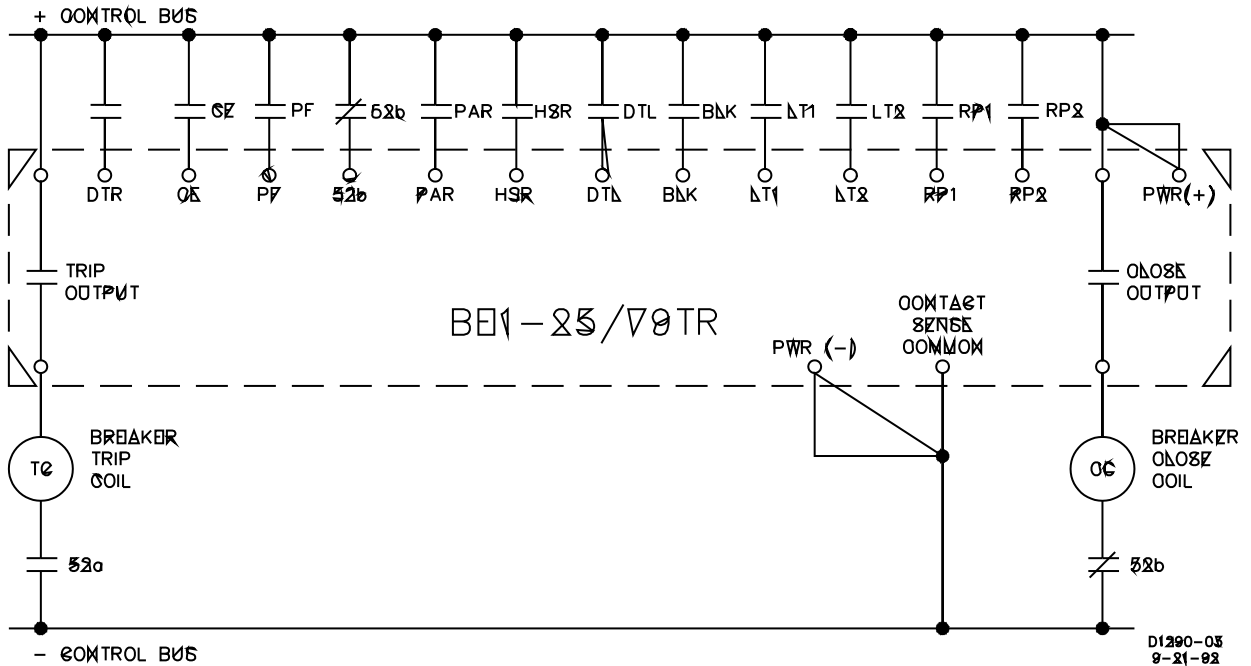 + CONTROL BUS
CE PF 52b PAR HSR DTL BLK LT1 LT2 RP1 RP2
DTR CE PF 52b PAR HSR DTL BLK LT1 LT2 RP1 RP2 PWR(+)
TRIP
OUTPUT
CLOSE
OUTPUT
BE1-25/79TR
CONTACT
SENSE
COMMON
PWR (-)
TC
BREAKER
TRIP
COIL
CC
BREAKER
CLOSE
COIL
52a
52b
- CONTROL BUS
D1290-03
9-21-92